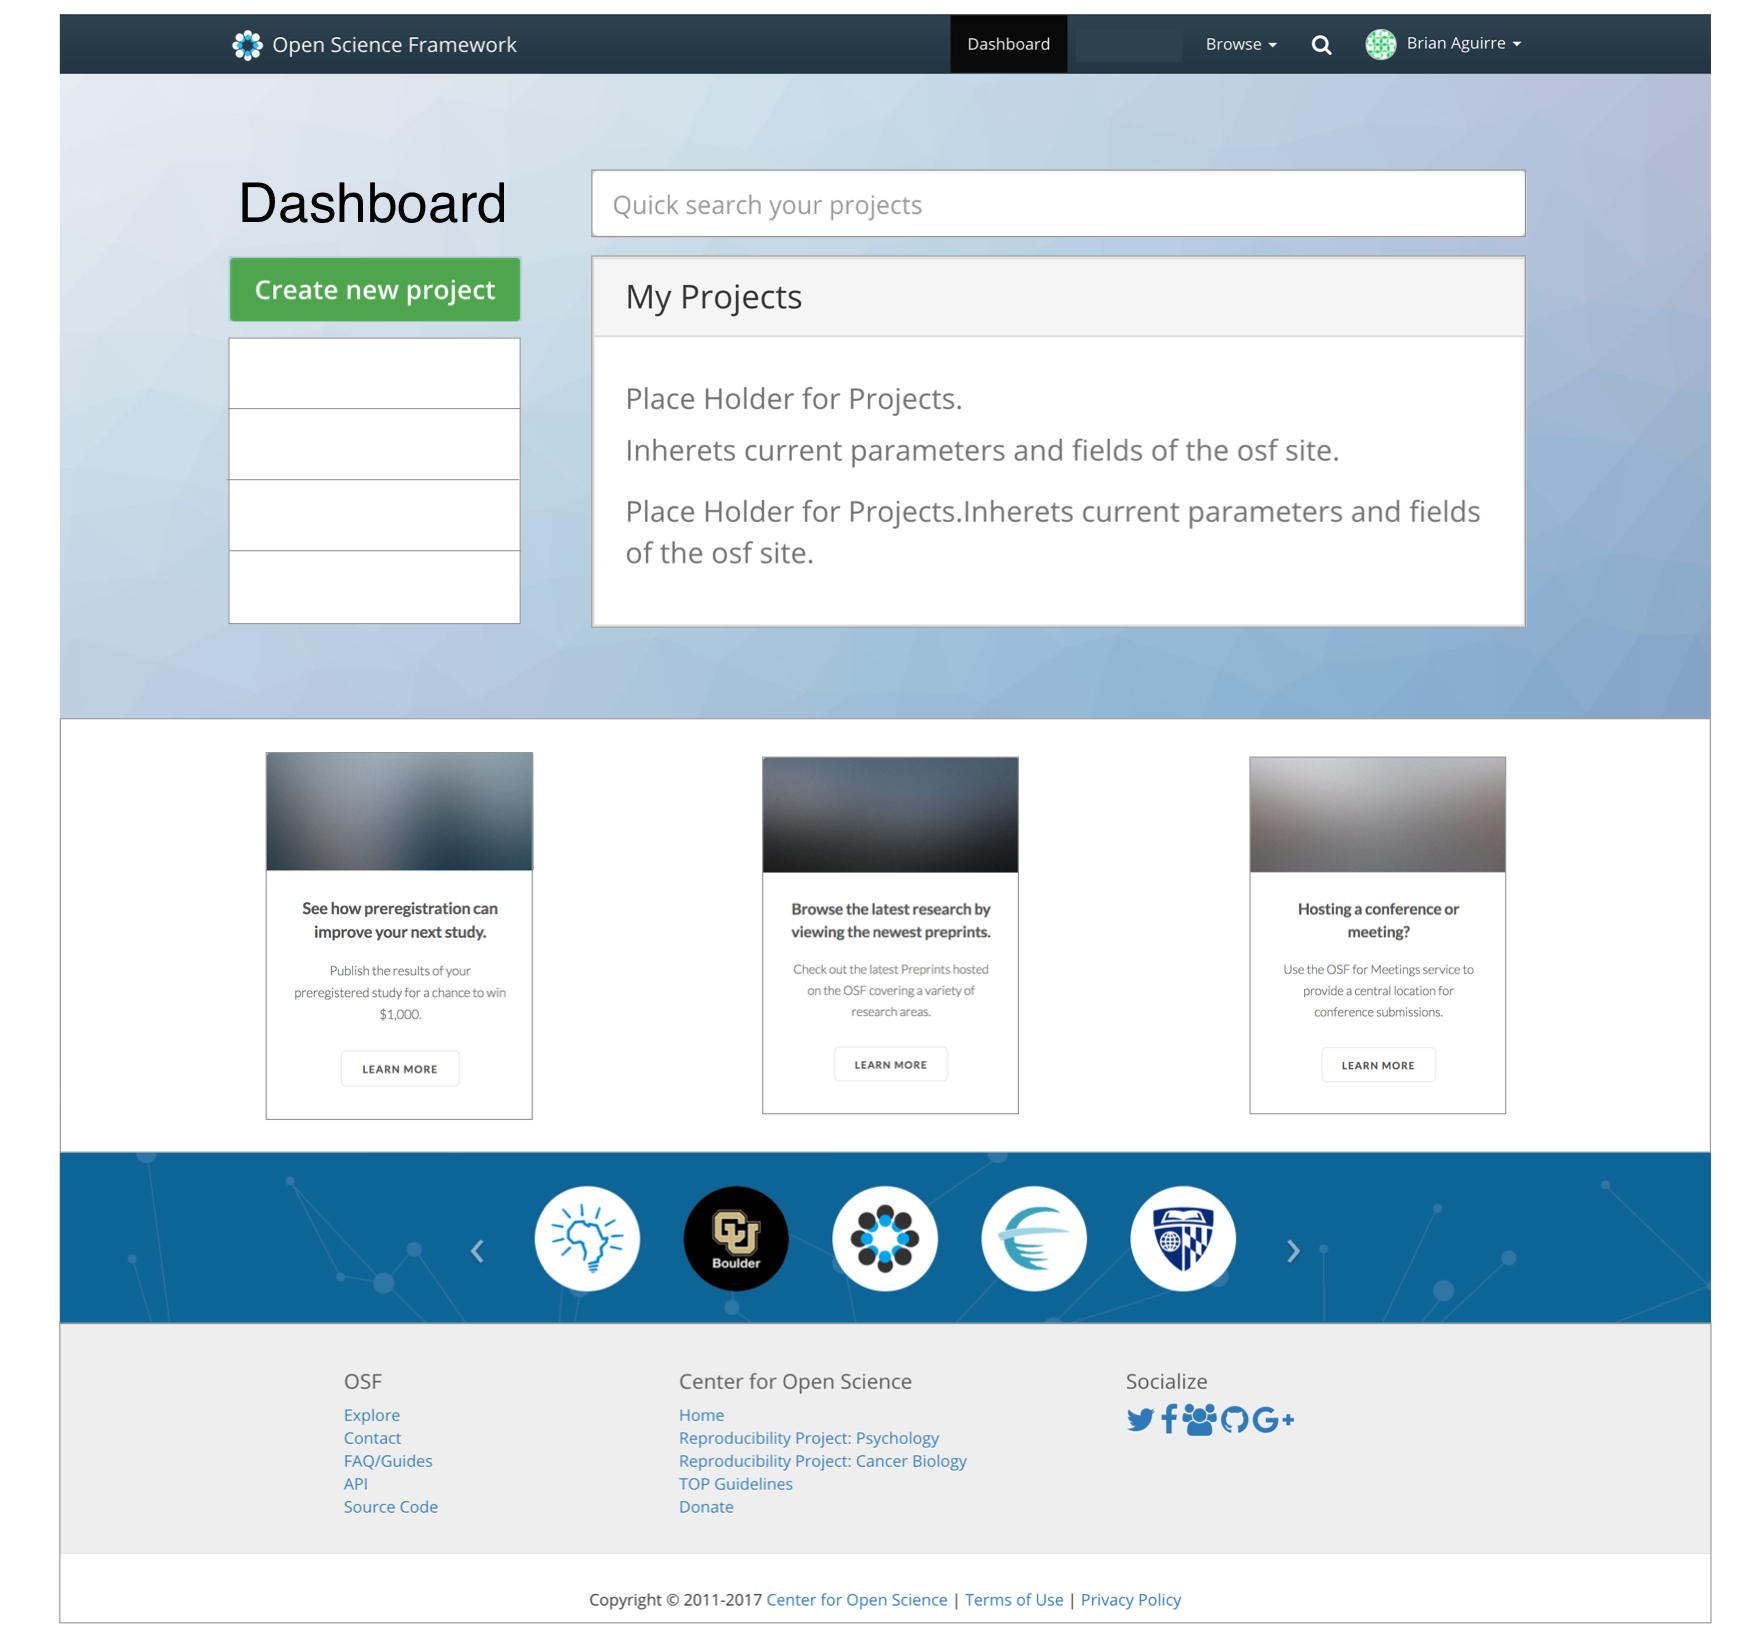 Open Science Framework
Dashboard
Browse
Brian Aguirre
Dashboard
Quick search your projects
Create new project
My Projects
Place Holder for Projects.
Inherets current parameters and fields of the osf site.
Place Holder for Projects.Inherets current parameters and fields
of the osf site.
See how preregistration can
improve your next study.
Publish the results of your
preregistered study for a chance to win
$1,000.
LEARN MORE
Browse the latest research by
viewing the newest preprints.
Check out the latest Preprints hosted
on the OSF covering a variety of
research areas.
LEARN MORE
Hosting a conference or
meeting?
Use the OSF for Meetings service to
provide a central location for
conference submissions.
LEARN MORE
CU
Boulder
OSF
Explore
Contact
FAQ/Guides
API
Source Code
Center for Open Science
Home
Reproducibility Project: Psychology
Reproducibility Project: Cancer Biology
TOP Guidelines
Donate
Socialize
G+
Copyright © 2011-2017 Center for Open Science | Terms of Use | Privacy Policy